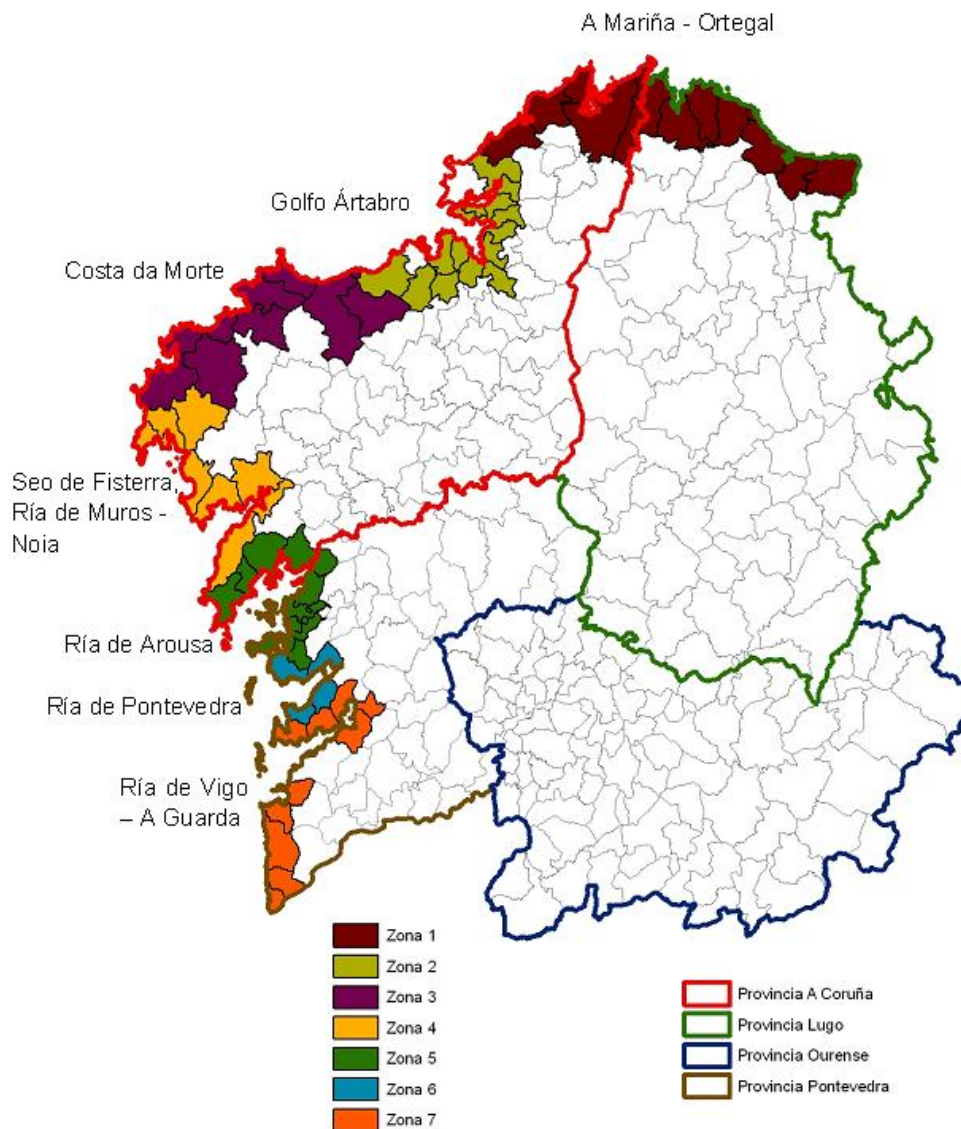 A Mariña - Ortegal
Golfo Ártabro
Costa da Morte
Seo de Fisterra,
Ría de Muros -
Noia
Ría de Arousa
Ría de Pontevedra
Ría de Vigo
– A Guarda
Zona 1
Zona 2
Zona 3
Zona 4
Zona 5
Zona 6
Zona 7
Provincia A Coruña
Provincia Lugo
Provincia Ourense
Provincia Pontevedra